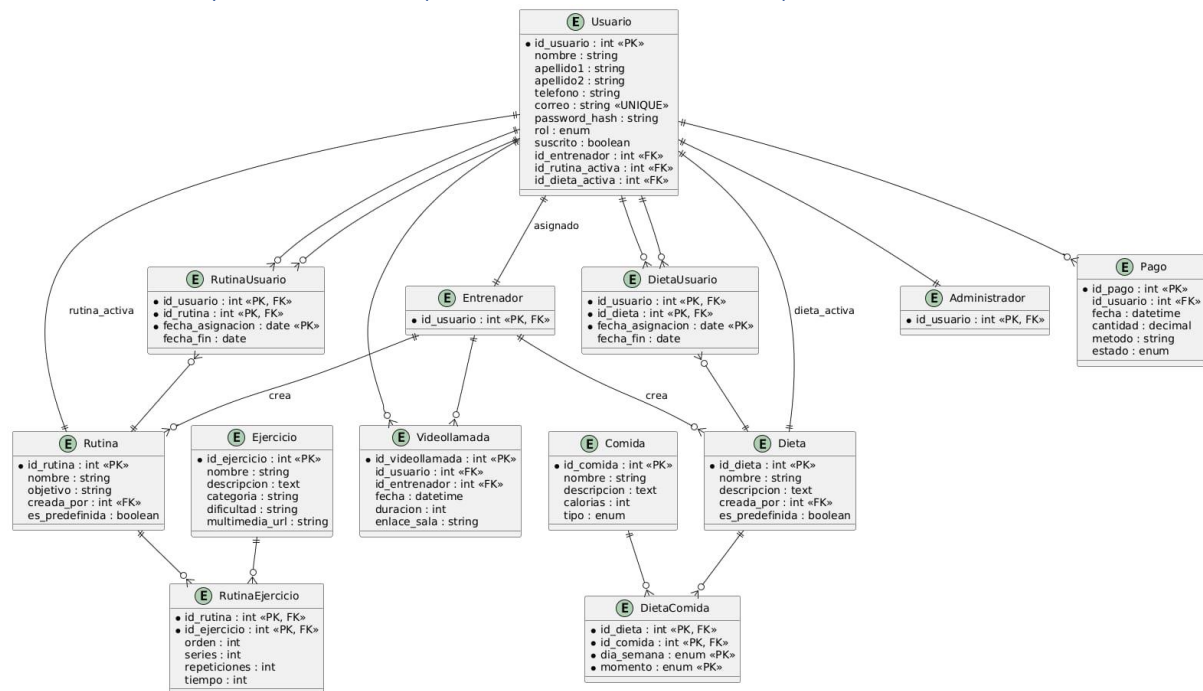 E Usuario
id_usuario : int «PK»
nombre : string
apellido1 : string
apellido2 : string
telefono : string
correo : string «UNIQUE»
password_hash : string
rol : enum
suscrito : boolean
id_entrenador : int «FK»
id_rutina_activa : int «FK»
id_dieta_activa : int «FK»
asignado
rutina_activa
dieta_activa
E RutinaUsuario
id_usuario : int «PK, FK»
id_rutina : int «PK, FK»
fecha_asignacion : date «PK»
fecha_fin : date
E Entrenador
id_usuario : int «PK, FK»
E DietaUsuario
id_usuario : int «PK, FK»
id_dieta : int «PK, FK»
fecha_asignacion : date «PK»
fecha_fin : date
E Administrador
id_usuario : int «PK, FK»
E Pago
id_pago : int «PK»
id_usuario : int «FK»
fecha : datetime
cantidad : decimal
metodo : string
estado : enum
crea
crea
E Rutina
id_rutina : int «PK»
nombre : string
objetivo : string
creada_por : int «FK»
es_predefinida : boolean
E Ejercicio
id_ejercicio : int «PK»
nombre : string
descripcion : text
categoria : string
dificultad : string
multimedia_url : string
E Videollamada
id_videollamada : int «PK»
id_usuario : int «FK»
id_entrenador : int «FK»
fecha : datetime
duracion : int
enlace_sala : string
E Comida
id_comida : int «PK»
nombre : string
descripcion : text
calorias : int
tipo : enum
E Dieta
id_dieta : int «PK»
nombre : string
descripcion : text
creada_por : int «FK»
es_predefinida : boolean
E RutinaEjercicio
id_rutina : int «PK, FK»
id_ejercicio : int «PK, FK»
orden : int
series : int
repeticiones : int
tiempo : int
E DietaComida
id_dieta : int «PK, FK»
id_comida : int «PK, FK»
dia_semana : enum «PK»
momento : enum «PK»